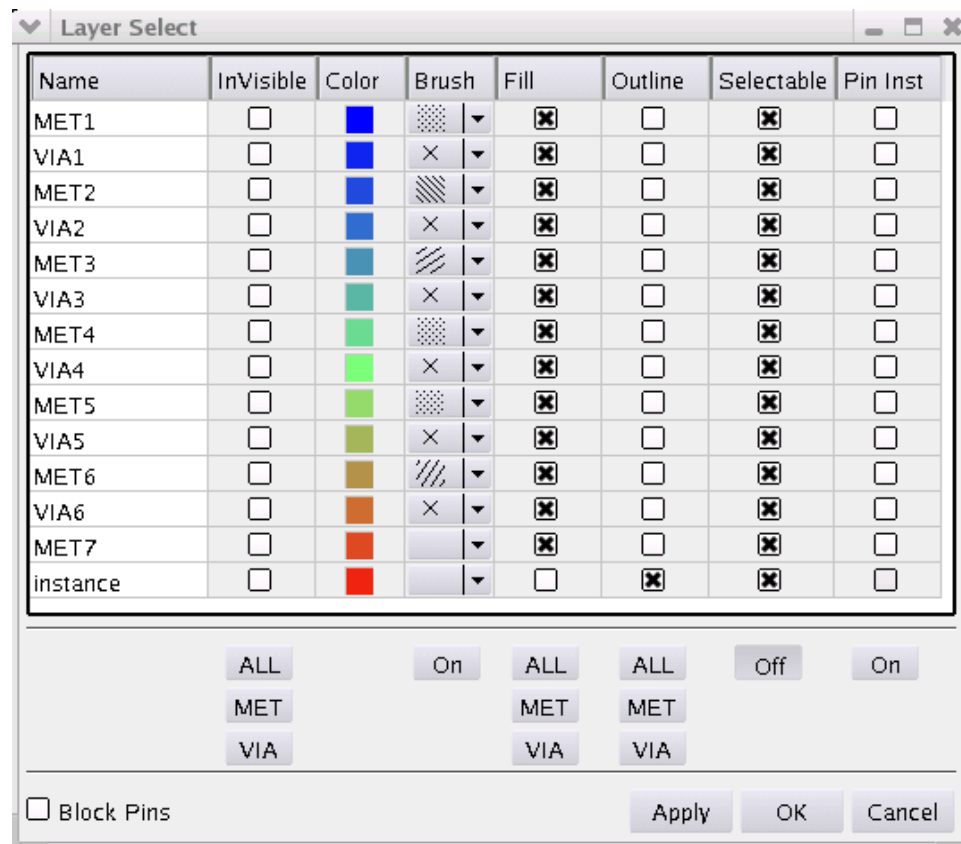 Layer Select
Name InVisible Color Brush Fill Outline Selectable Pin Inst
MET1
VIA1
MET2
VIA2
MET3
VIA3
MET4
VIA4
MET5
VIA5
MET6
VIA6
MET7
instance
ALL On ALL ALL Off On
MET MET MET
VIA VIA VIA
Block Pins Apply OK Cancel